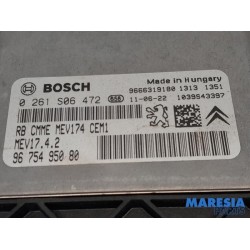 BOSCH
Made in Hungary
9666319180 1313 1351
0 261 S06 472 656 11-06-22 1039S43397
RB CMME MEV174 CEM1
MEV17.4.2
96 754 950 80
MARESIA